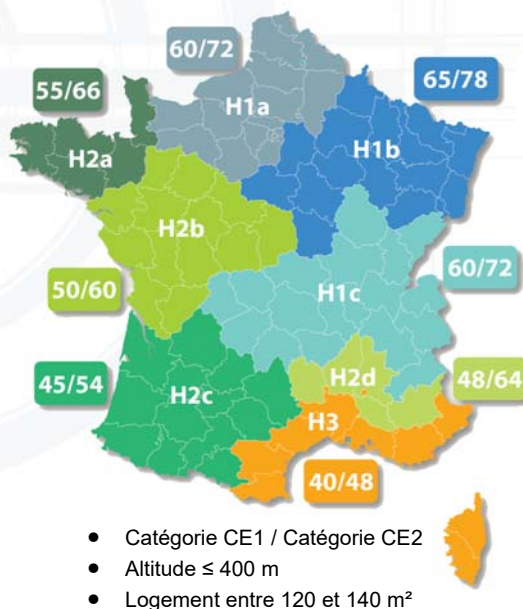 60/72
H1a
55/66
65/78
H2a
H1b
H2b
60/72
50/60
H1c
45/54
H2c
H2d
48/64
H3
40/48
• Catégorie CE1 / Catégorie CE2
• Altitude ≤ 400 m
• Logement entre 120 et 140 m²